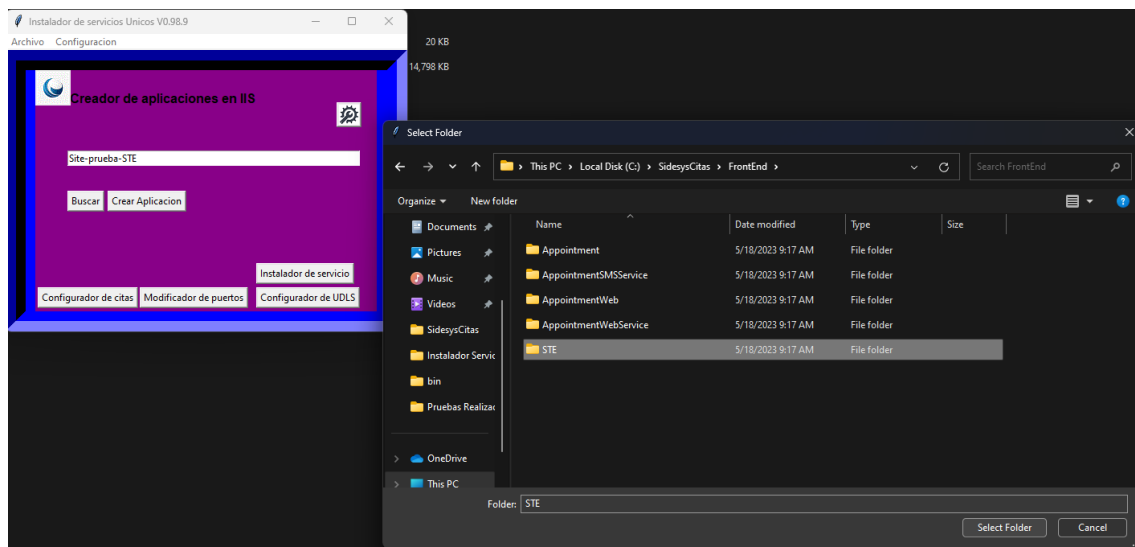 Instalador de servicios Unicos V0.98.9
Archivo Configuracion
20 KB
14,798 KB
Creador de aplicaciones en IIS
Site-prueba-STE
Buscar Crear Aplicacion
Instalador de servicio
Configurador de citas Modificador de puertos Configurador de UDLS
Select Folder
This PC › Local Disk (C:) › SidesysCitas › FrontEnd ›
Search FrontEnd
Organize New folder
Documents
Pictures
Music
Videos
SidesysCitas
Instalador Servic
bin
Pruebas Realizac
OneDrive
This PC
Name Date modified Type Size
Appointment 5/18/2023 9:17 AM File folder
AppointmentSMSService 5/18/2023 9:17 AM File folder
AppointmentWeb 5/18/2023 9:17 AM File folder
AppointmentWebService 5/18/2023 9:17 AM File folder
STE 5/18/2023 9:17 AM File folder
Folder: STE
Select Folder Cancel